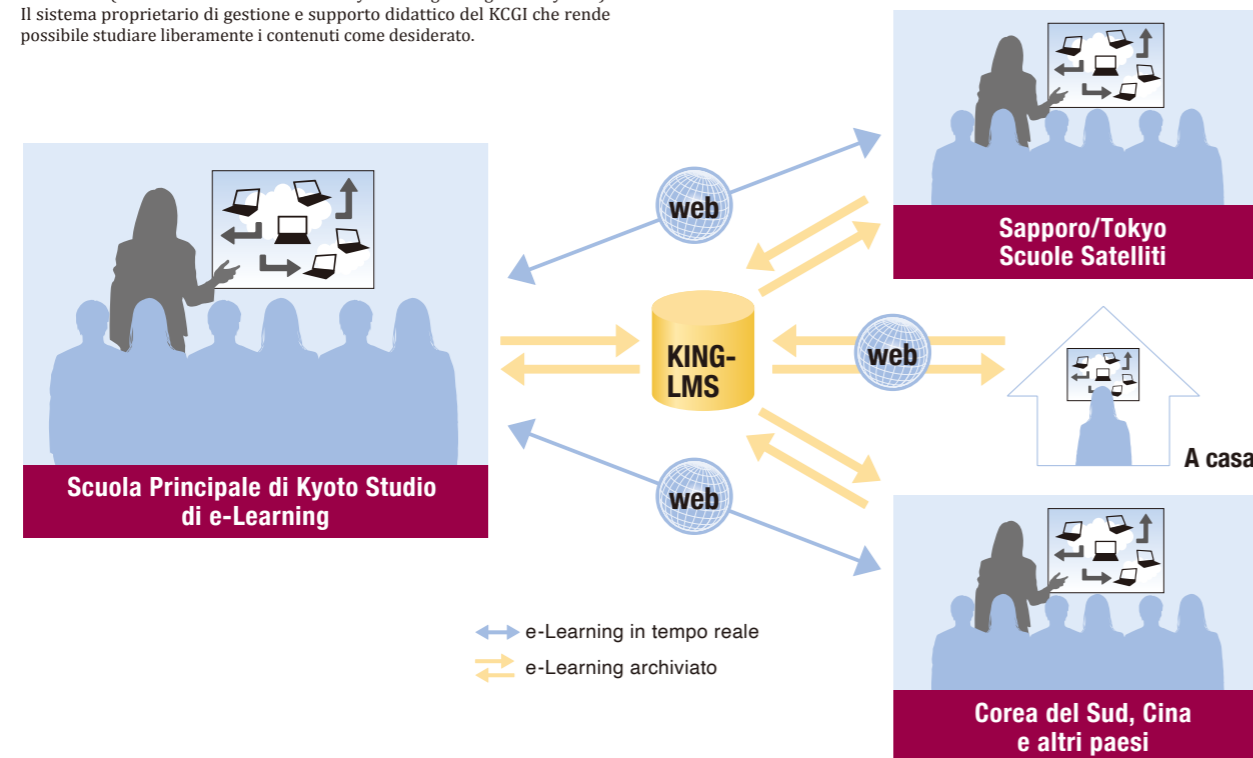 Il sistema proprietario di gestione e supporto didattico del KCGI che rende
possibile studiare liberamente i contenuti come desiderato.
web
Sapporo/Tokyo
Scuole Satelliti
KING-
LMS
web
A casa
Scuola Principale di Kyoto Studio
di e-Learning
web
e-Learning in tempo reale
e-Learning archiviato
Corea del Sud, Cina
e altri paesi